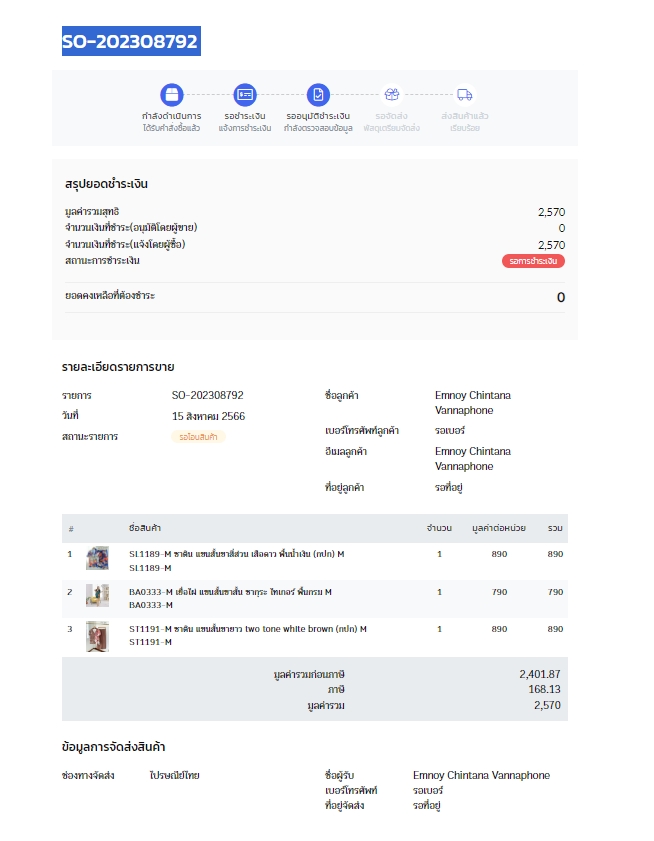 SO-202308792
กำลังดำเนินการ
ได้รับคำสั่งซื้อแล้ว
รอชำระเงิน
แจ้งการชำระเงิน
รออนุมัติชำระเงิน
กำลังตรวจสอบข้อมูล
รอจัดส่ง
พัสดุเตรียมจัดส่ง
ส่งสินค้าแล้ว
เรียบร้อย
สรุปยอดชำระเงิน
มูลค่ารวมสุทธิ 2,570
จำนวนเงินที่ชำระ(อนุมัติโดยผู้ขาย) 0
จำนวนเงินที่ชำระ(แจ้งโดยผู้ซื้อ) 2,570
สถานะการชำระเงิน รอการชำระเงิน
ยอดคงเหลือที่ต้องชำระ 0
รายละเอียดรายการขาย
รายการ SO-202308792
วันที่ 15 สิงหาคม 2566
สถานะรายการ รอโอนสินค้า
ชื่อลูกค้า Emnoy Chintana
Vannaphone
เบอร์โทรศัพท์ลูกค้า รอเบอร์
อีเมลลูกค้า Emnoy Chintana
Vannaphone
ที่อยู่ลูกค้า รอที่อยู่
# ชื่อสินค้า จำนวน มูลค่าต่อหน่วย รวม
1 SL1189-M ซาติน แขนสั้นขาสี่ส่วน เสือดาว พื้นน้ำเงิน (กปก) M 1 890 890
SL1189-M
2 BA0333-M เยื่อไผ่ แขนสั้นขาสั้น ซากุระ ไทเกอร์ พื้นกรม M 1 790 790
BA0333-M
3 ST1191-M ซาติน แขนสั้นขายาว two tone white brown (กปก) M 1 890 890
ST1191-M
มูลค่ารวมก่อนภาษี 2,401.87
ภาษี 168.13
มูลค่ารวม 2,570
ข้อมูลการจัดส่งสินค้า
ช่องทางจัดส่ง ไปรษณีย์ไทย
ชื่อผู้รับ Emnoy Chintana Vannaphone
เบอร์โทรศัพท์ รอเบอร์
ที่อยู่จัดส่ง รอที่อยู่